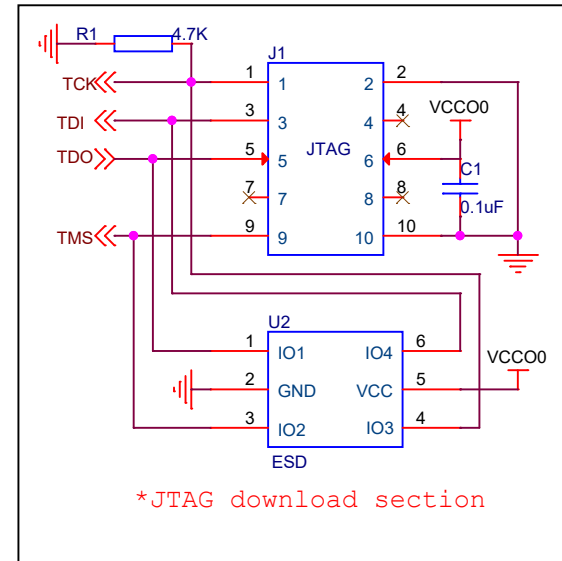 R1 4.7K
J1
TCK 1 1 2 2
VCCO0
TDI 3 3 4 4
TDO 5 5 JTAG 6 6
C1
7 7 8 8
0.1uF
TMS 9 9 10 10
U2
1 IO1 IO4 6
VCCO0
2 GND VCC 5
3 IO2 IO3 4
ESD
*JTAG download section